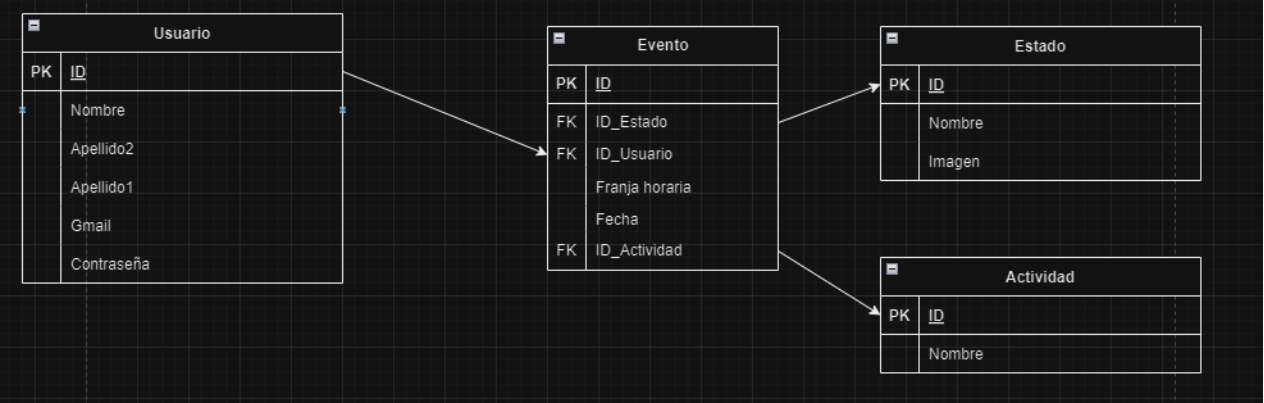 Usuario
PK ID
Nombre
Apellido2
Apellido1
Gmail
Contraseña
Evento
PK ID
FK ID_Estado
FK ID_Usuario
Franja horaria
Fecha
FK ID_Actividad
Estado
PK ID
Nombre
Imagen
Actividad
PK ID
Nombre